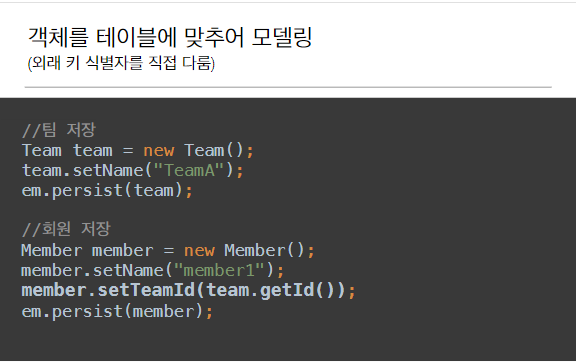 객체를 테이블에 맞추어 모델링
(외래 키 식별자를 직접 다룸)
//팀 저장
Team team = new Team();
team.setName("TeamA");
em.persist(team);
//회원 저장
Member member = new Member();
member.setName("member1");
member.setTeamId(team.getId());
em.persist(member);